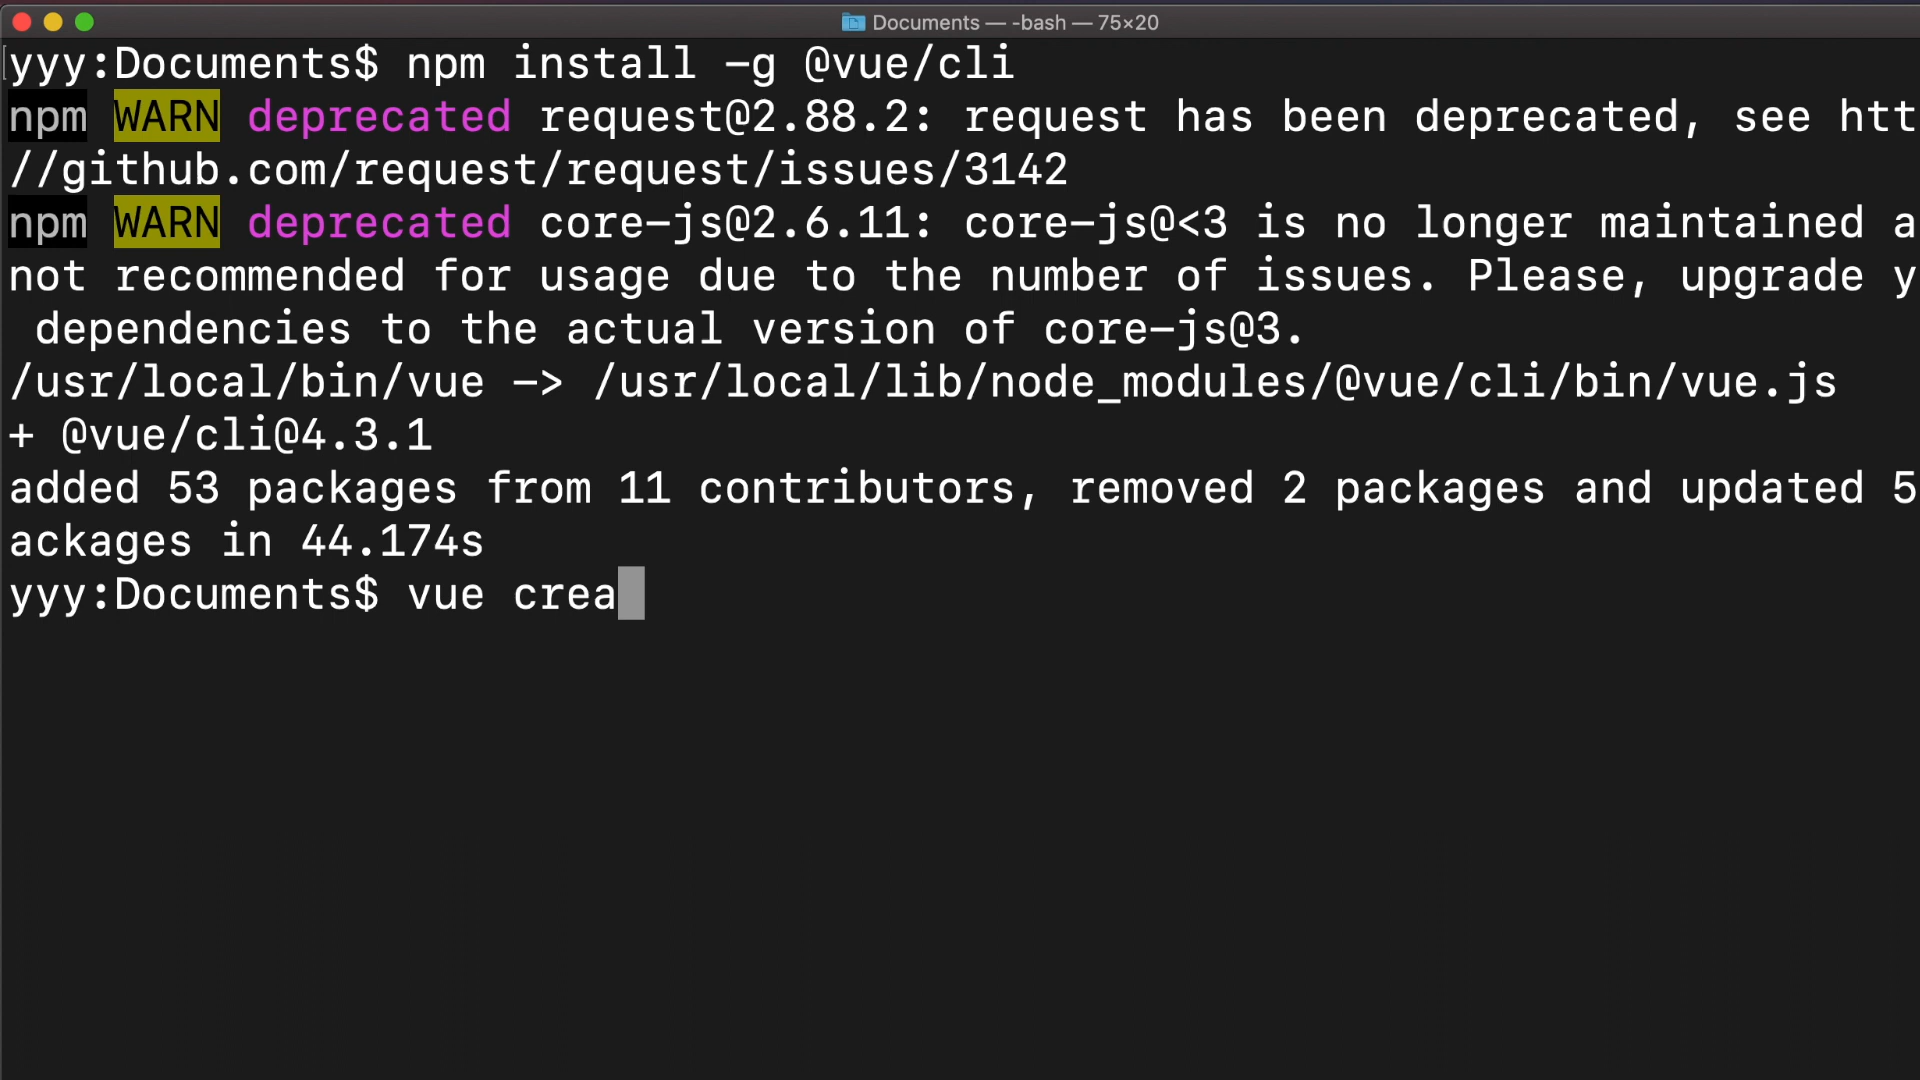 Documents — -bash — 75×20
yyy:Documents$ npm install -g @vue/cli
npm WARN deprecated request@2.88.2: request has been deprecated, see htt
//github.com/request/request/issues/3142
npm WARN deprecated core-js@2.6.11: core-js@<3 is no longer maintained a
not recommended for usage due to the number of issues. Please, upgrade y
dependencies to the actual version of core-js@3.
/usr/local/bin/vue -> /usr/local/lib/node_modules/@vue/cli/bin/vue.js
+ @vue/cli@4.3.1
added 53 packages from 11 contributors, removed 2 packages and updated 5
ackages in 44.174s
yyy:Documents$ vue crea